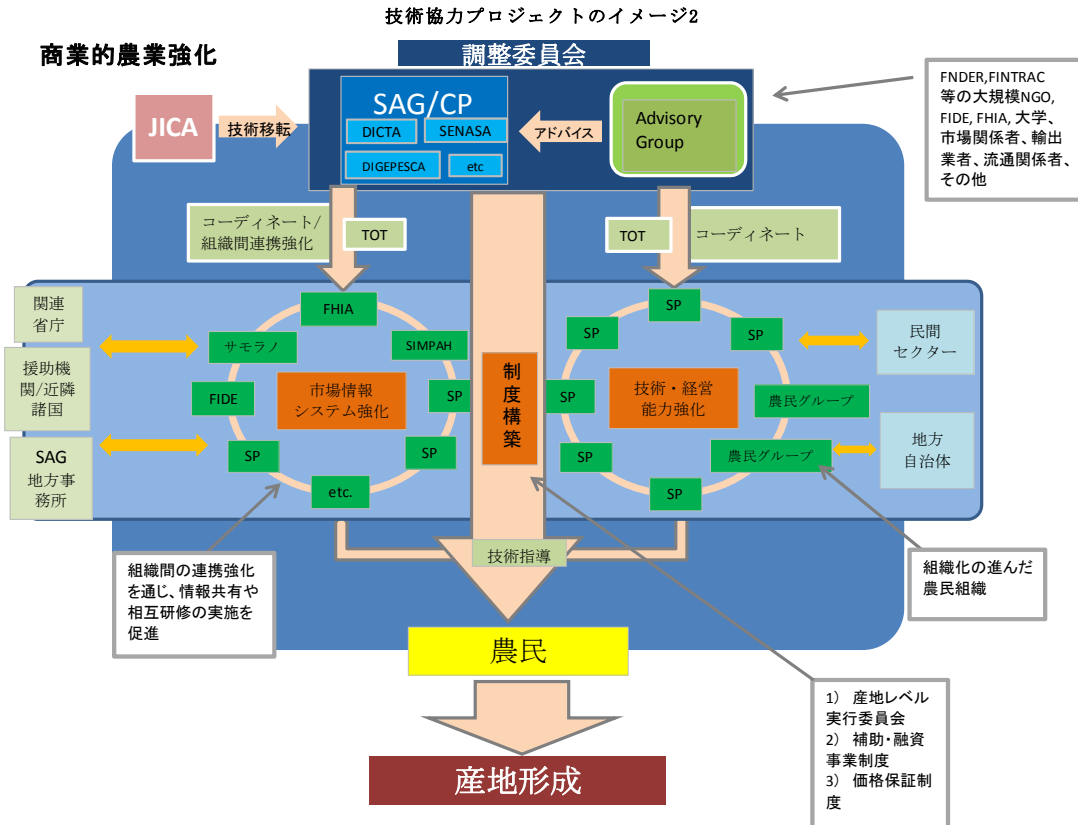 技術協力プロジェクトのイメージ2
商業的農業強化
調整委員会
JICA
技術移転
SAG/CP
DICTA
SENASA
DIGEPESCA
etc
アドバイス
Advisory
Group
FNDER,FINTRAC
等の大規模NGO,
FIDE, FHIA, 大学、
市場関係者、輸出
業者、流通関係者、
その他
コーディネート/
組織間連携強化
TOT
TOT
コーディネート
関連
省庁
援助機
関/近隣
諸国
SAG
地方事
務所
FHIA
サモラノ
SIMPAH
FIDE
市場情報
システム強化
SP
SP
SP
etc.
制度構築
SP
SP
SP
SP
技術・経営
能力強化
農民グループ
農民グループ
SP
SP
民間
セクター
地方
自治体
技術指導
組織間の連携強化
を通じ、情報共有や
相互研修の実施を
促進
組織化の進んだ
農民組織
農民
1) 産地レベル
実行委員会
2) 補助・融資
事業制度
3) 価格保証制
度
産地形成